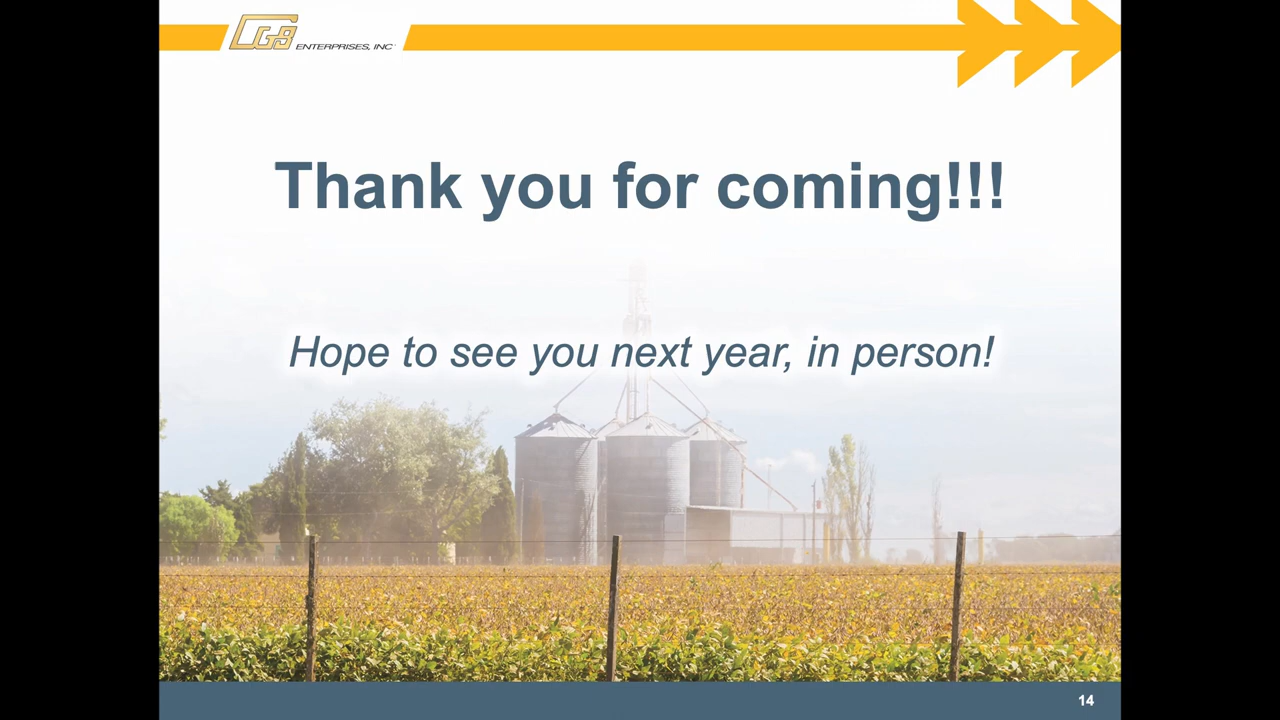 CGB ENTERPRISES, INC
Thank you for coming!!!
Hope to see you next year, in person!
14